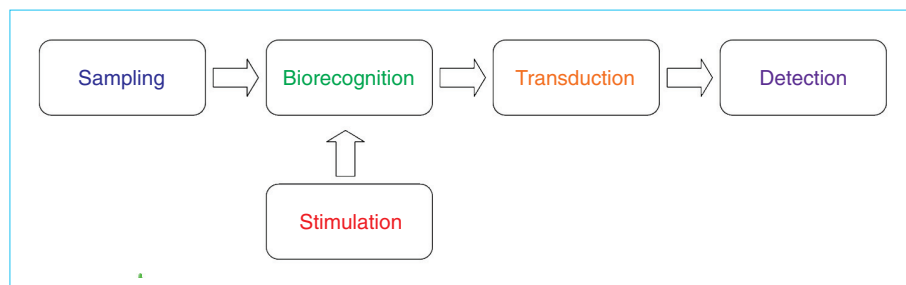 Sampling
Biorecognition
Transduction
Detection
Stimulation